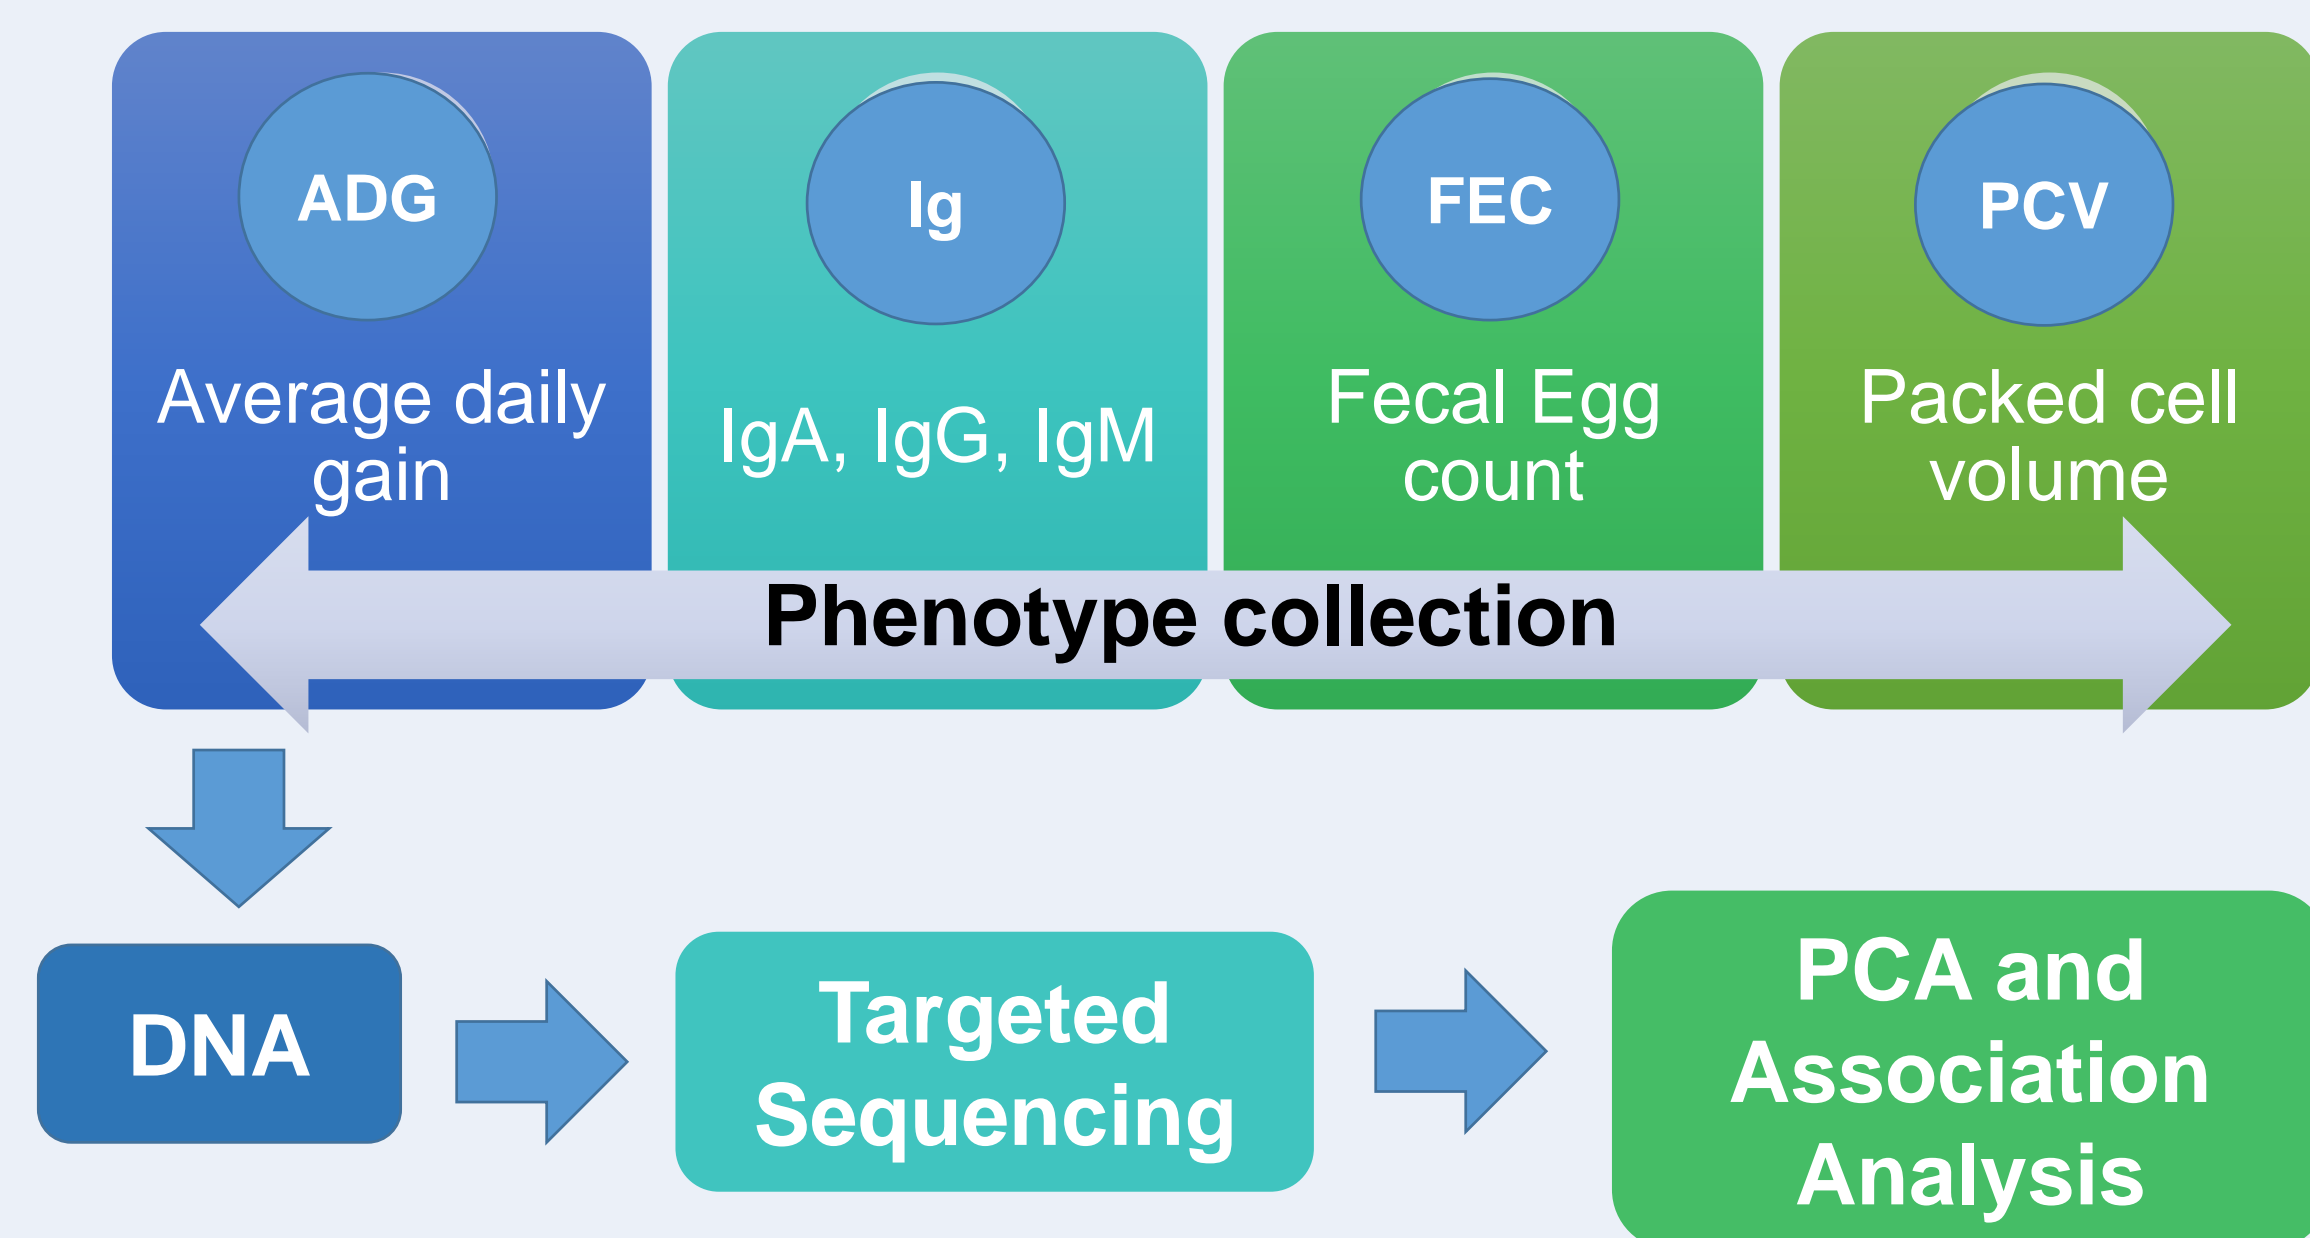 ADG
Average daily
gain
Ig
IgA, IgG, IgM
FEC
Fecal Egg
count
PCV
Packed cell
volume
Phenotype collection
DNA
Targeted
Sequencing
PCA and
Association
Analysis